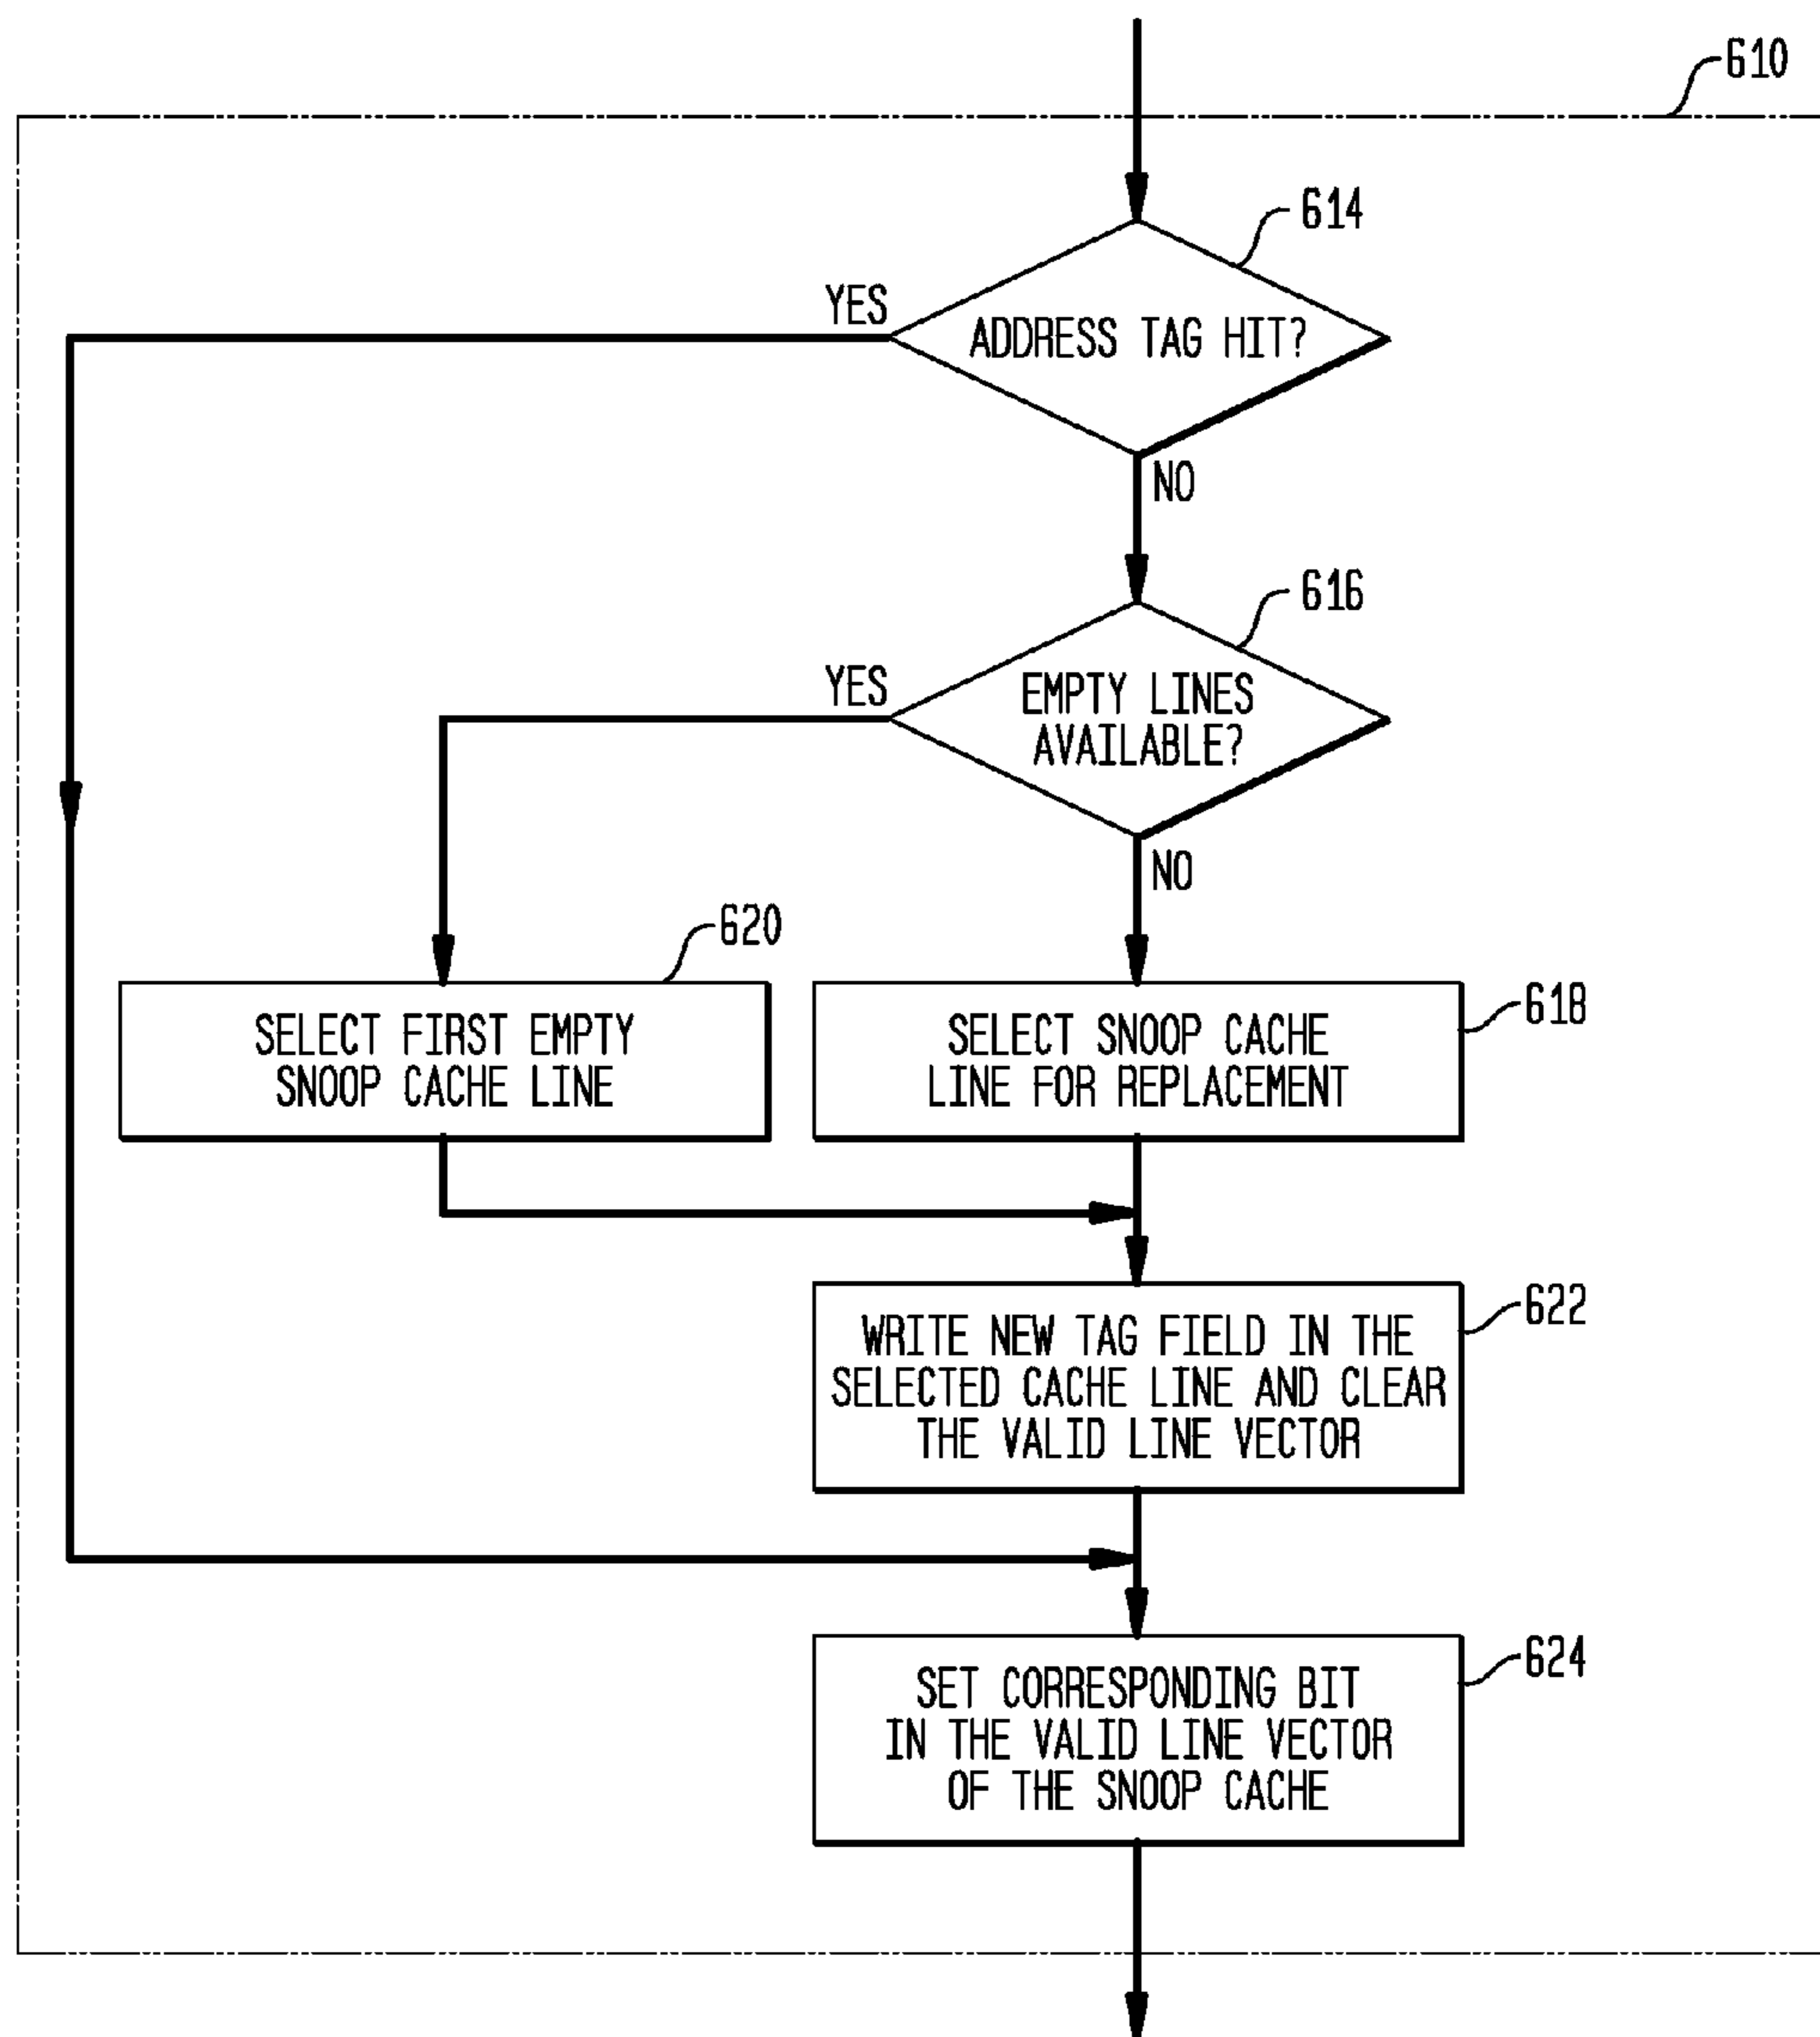 610
614
YES
ADDRESS TAG HIT?
NO
616
YES
EMPTY LINES
AVAILABLE?
NO
620
SELECT FIRST EMPTY
SNOOP CACHE LINE
618
SELECT SNOOP CACHE
LINE FOR REPLACEMENT
622
WRITE NEW TAG FIELD IN THE
SELECTED CACHE LINE AND CLEAR
THE VALID LINE VECTOR
624
SET CORRESPONDING BIT
IN THE VALID LINE VECTOR
OF THE SNOOP CACHE